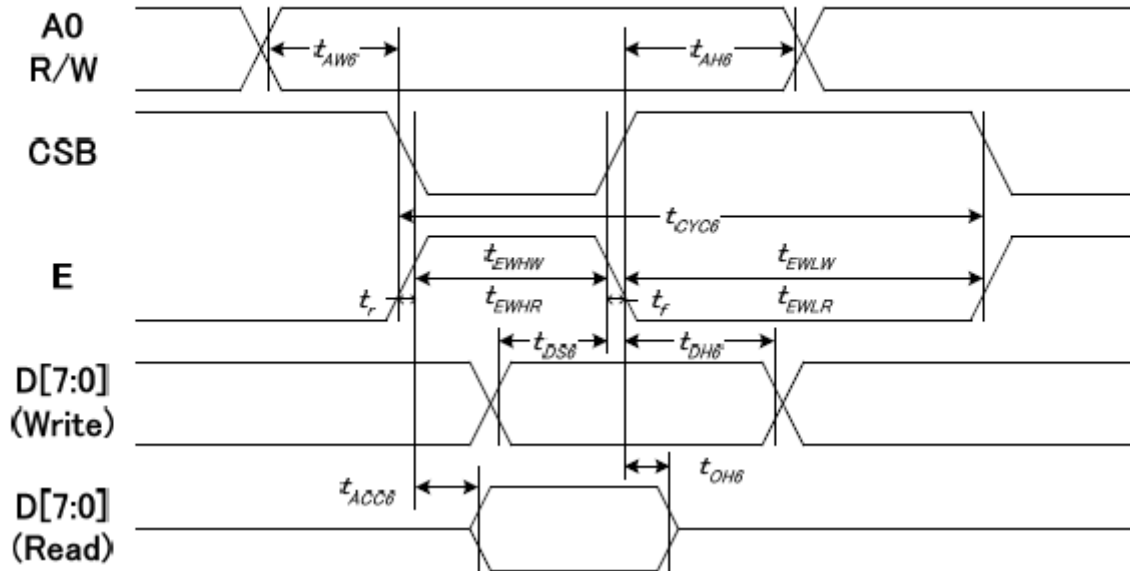 A0
R/W
tAW6
tAH6
CSB
tCYC6
E
tEWHW
tEWLW
tr
tEWHR
tf
tEWLR
tDS6
tDH6
D[7:0]
(Write)
tACC6
tOH6
D[7:0]
(Read)